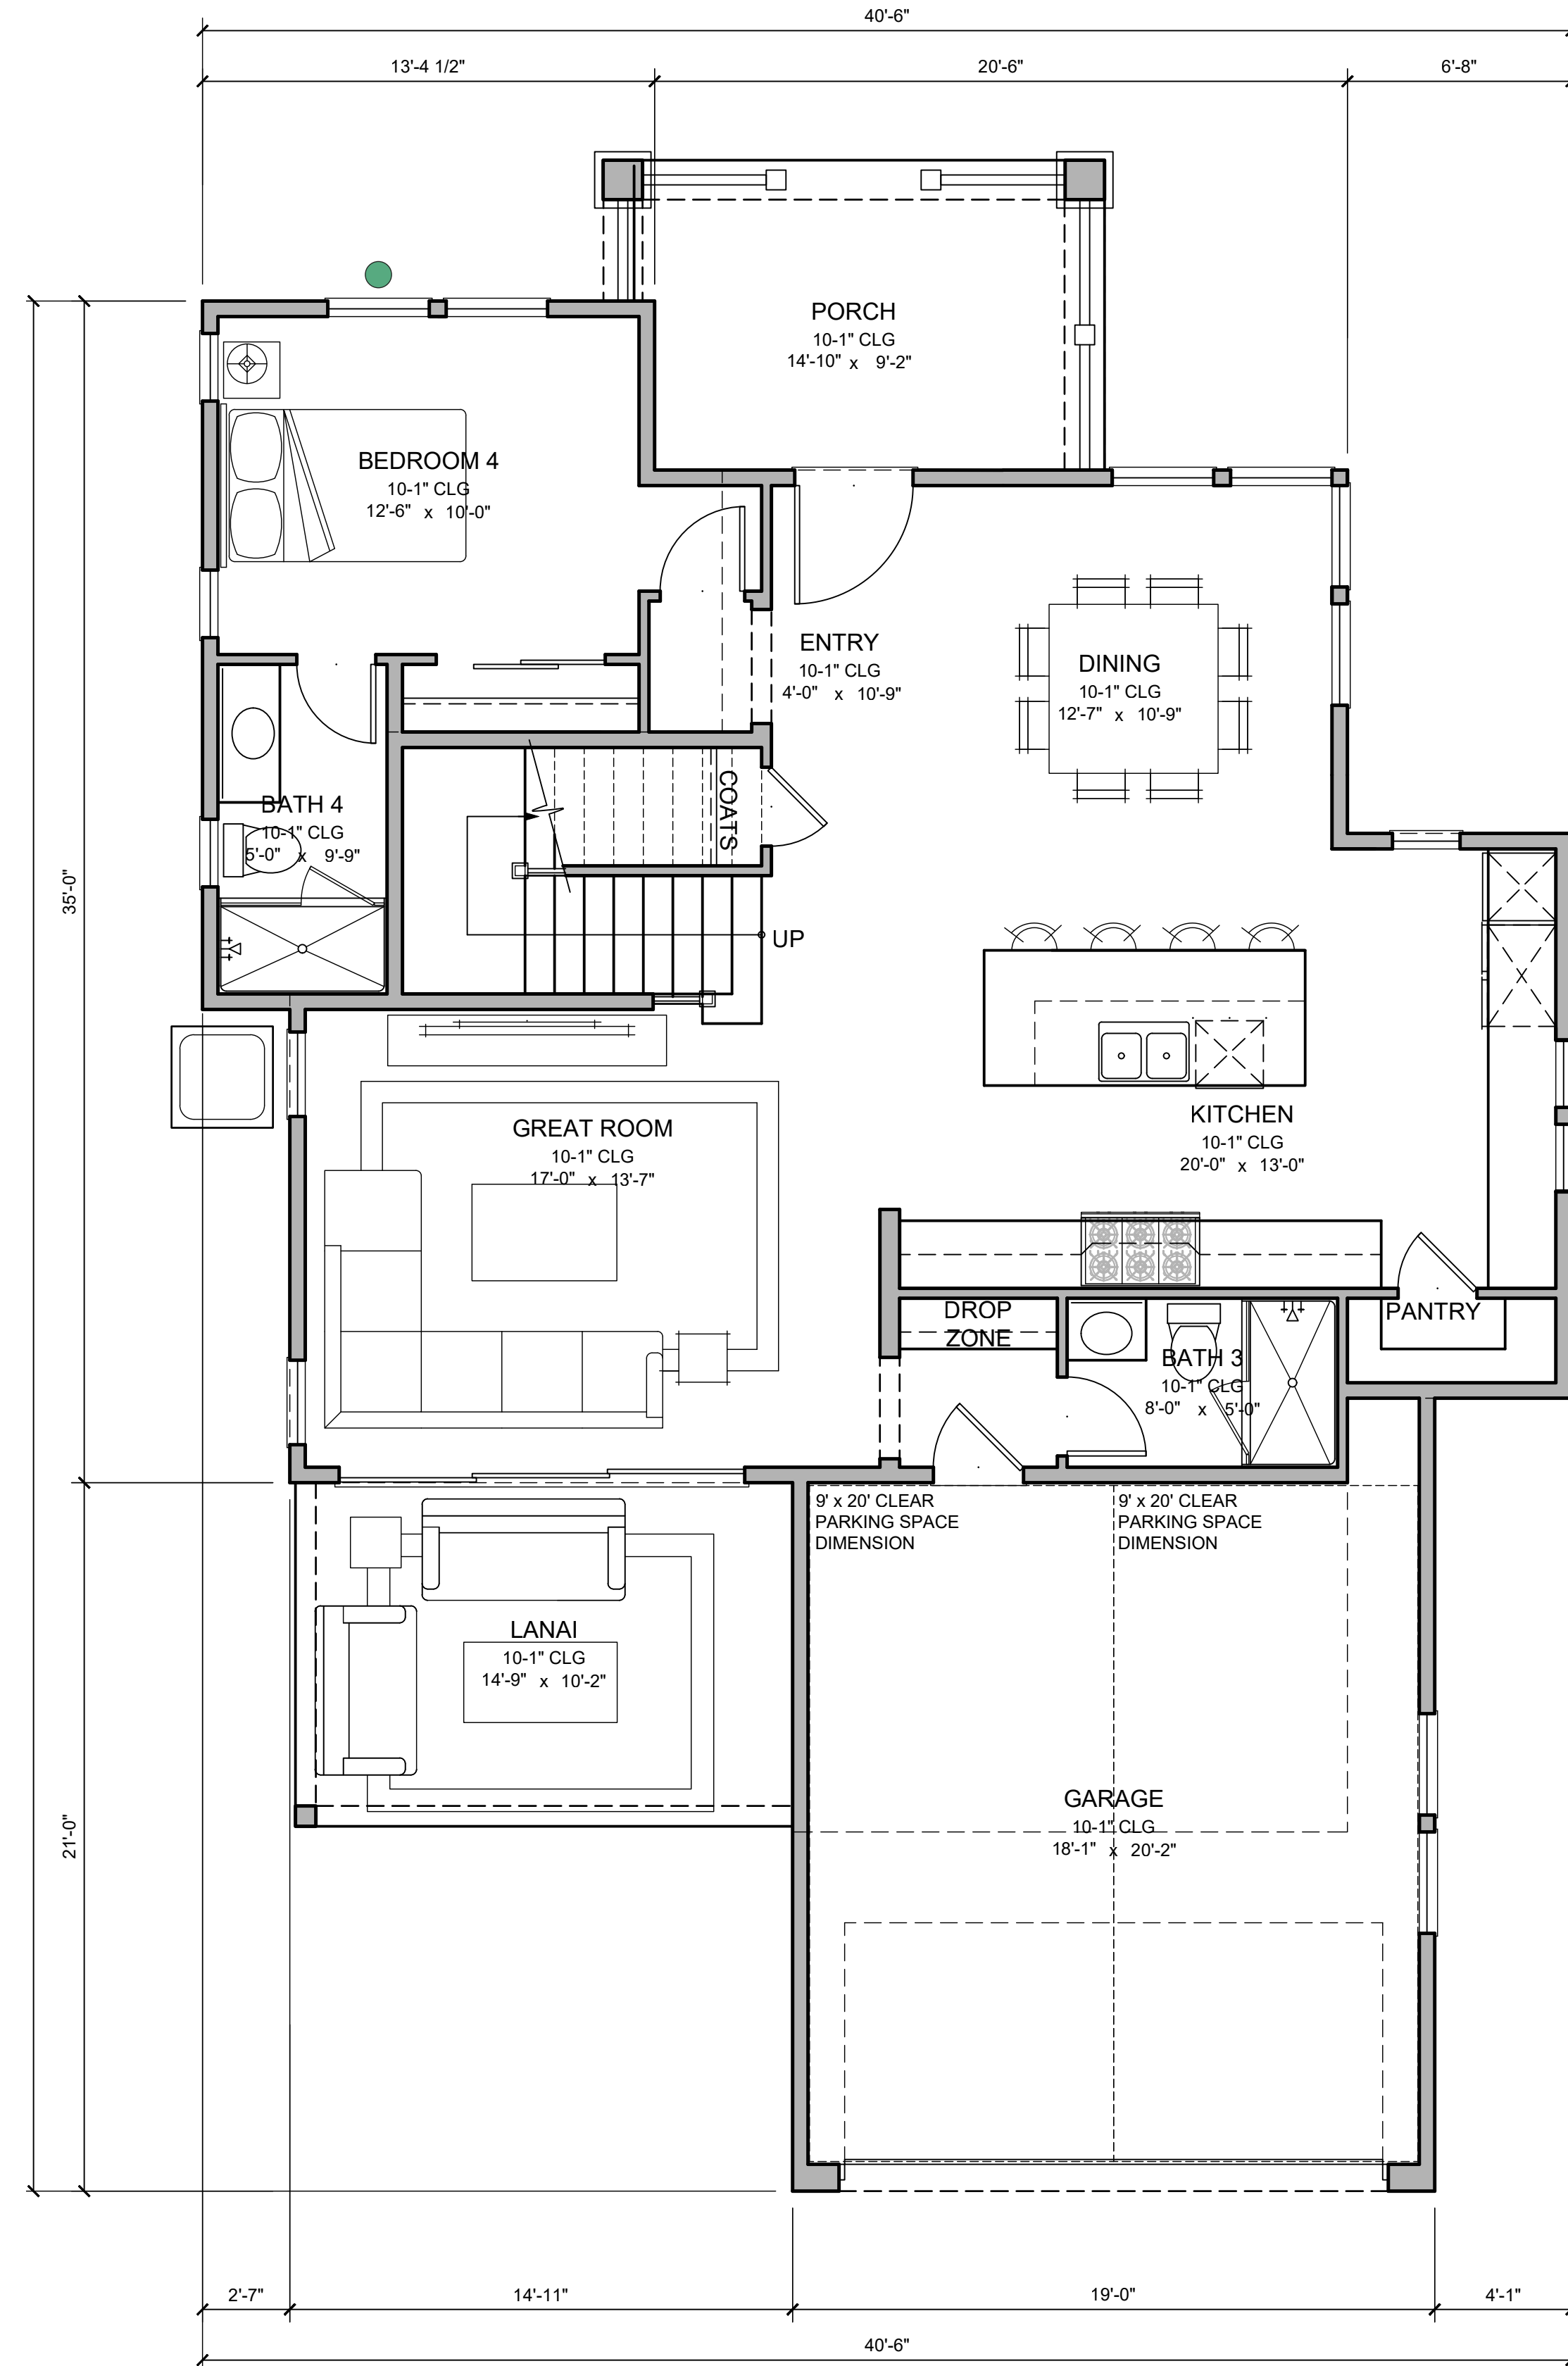 40'-6"
13'-4 1/2"
20'-6"
6'-8"
PORCH
10-1" CLG
14'-10" x 9'-2"
BEDROOM 4
10-1" CLG
12'-6" x 10'-0"
ENTRY
10-1" CLG
4'-0" x 10'-9"
DINING
10-1" CLG
12'-7" x 10'-9"
COATS
BATH 4
10-1" CLG
5'-0" x 9'-9"
35'-0"
UP
GREAT ROOM
10-1" CLG
17'-0" x 13'-7"
KITCHEN
10-1" CLG
20'-0" x 13'-0"
DROP
ZONE
PANTRY
BATH 3
10-1" CLG
8'-0" x 5'-0"
9' x 20' CLEAR
PARKING SPACE
DIMENSION
9' x 20' CLEAR
PARKING SPACE
DIMENSION
LANAI
10-1" CLG
14'-9" x 10'-2"
21'-0"
GARAGE
10-1" CLG
18'-1" x 20'-2"
2'-7"
14'-11"
19'-0"
4'-1"
40'-6"